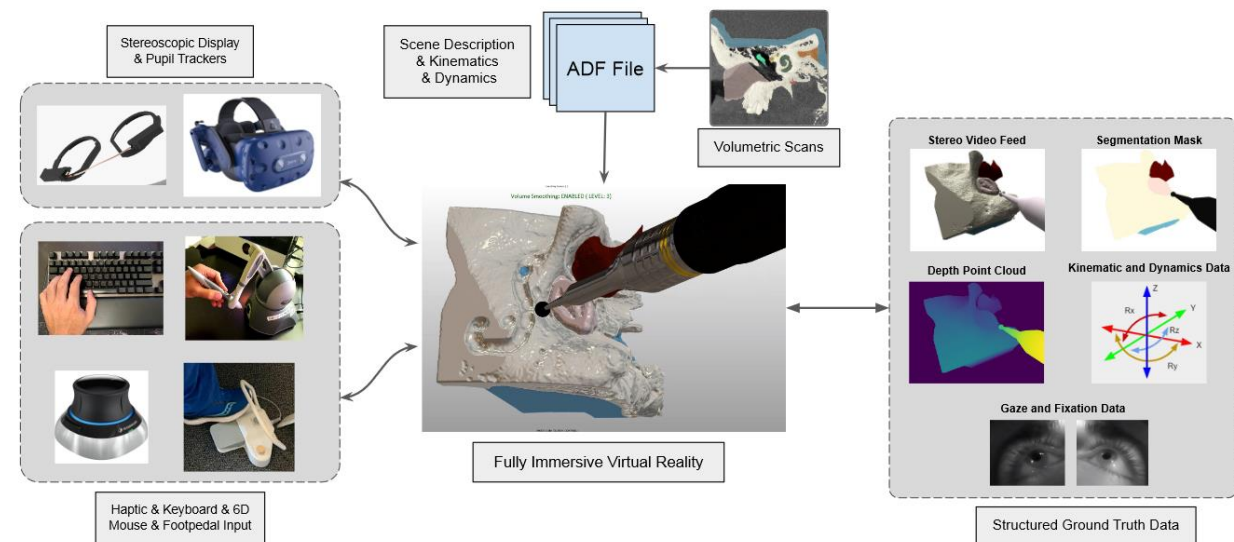 Stereoscopic Display
& Pupil Trackers
Scene Description
& Kinematics
& Dynamics
ADF File
Volumetric Scans
Volume Smoothing: ENABLED ( LEVEL: 2)
Fully Immersive Virtual Reality
Haptic & Keyboard & 6D
Mouse & Footpedal Input
Stereo Video Feed
Segmentation Mask
Depth Point Cloud
Kinematic and Dynamics Data
Z
Y
Rx
Rz
X
Ry
Gaze and Fixation Data
Structured Ground Truth Data